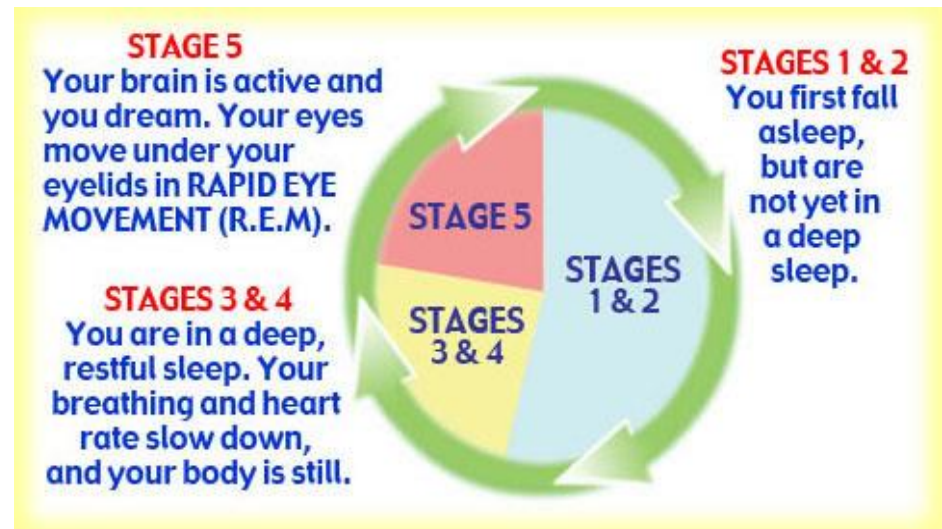 STAGE 5
Your brain is active and
you dream. Your eyes
move under your
eyelids in RAPID EYE
MOVEMENT (R.E.M).
STAGES 1 & 2
You first fall
asleep,
but are
not yet in
a deep
sleep.
STAGE 5
STAGES
1 & 2
STAGES
3 & 4
STAGES 3 & 4
You are in a deep,
restful sleep. Your
breathing and heart
rate slow down,
and your body is still.